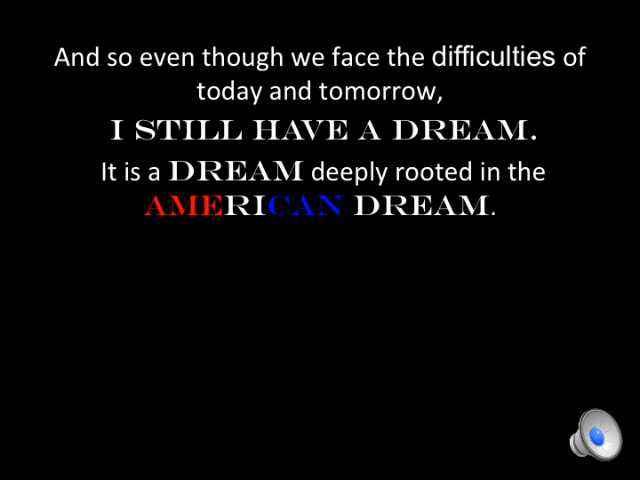 And so even though we face the difficulties of
today and tomorrow,
I STILL HAVE A DREAM.
It is a DREAM deeply rooted in the
AMERICAN DREAM.